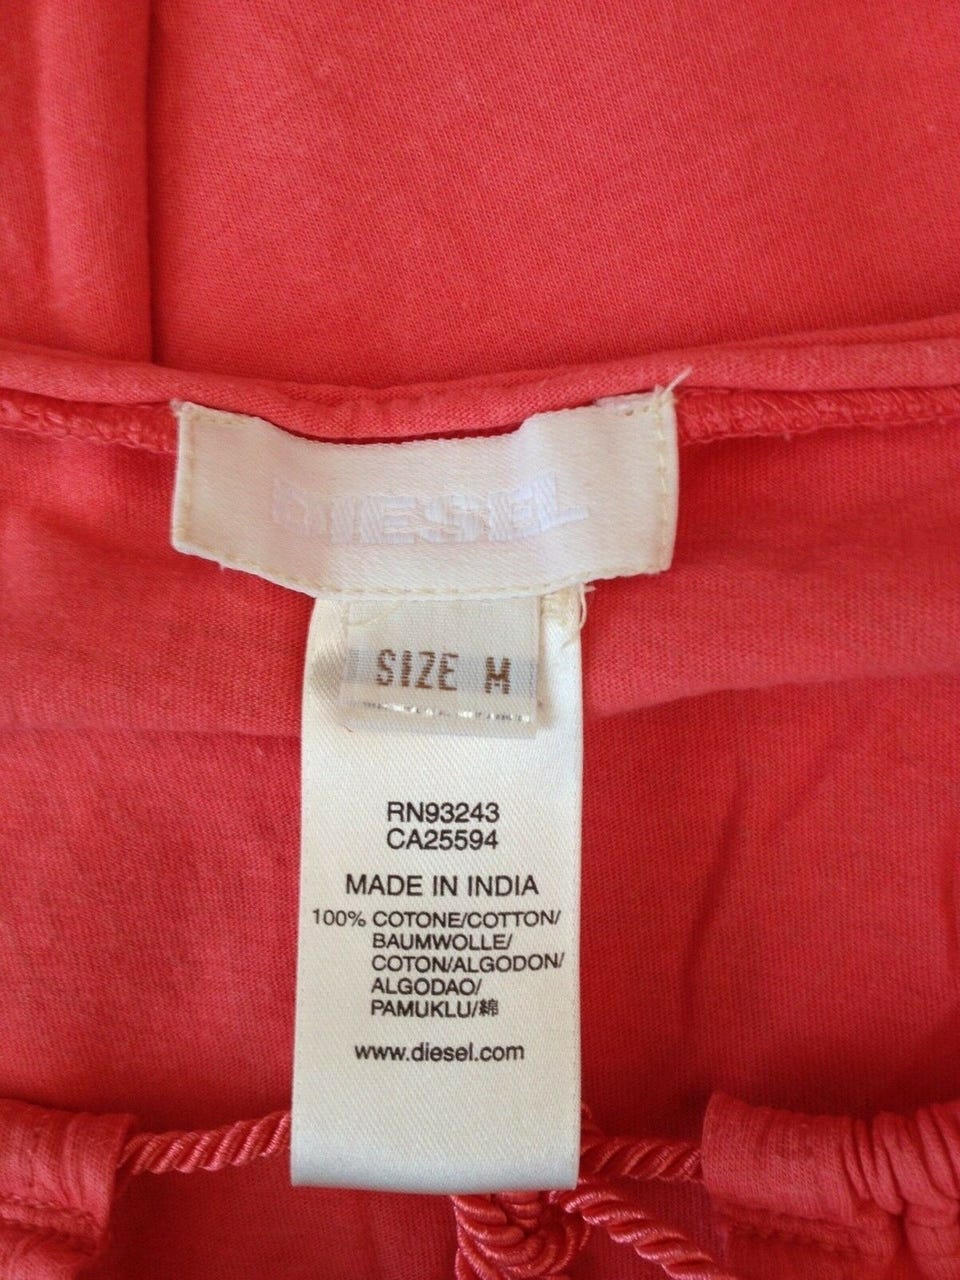 DIESEL
SIZE M
RN93243
CA25594
MADE IN INDIA
100% COTONE/COTTON/
BAUMWOLLE/
COTON/ALGODON/
ALGODAO/
PAMUKLU/綿
www.diesel.com